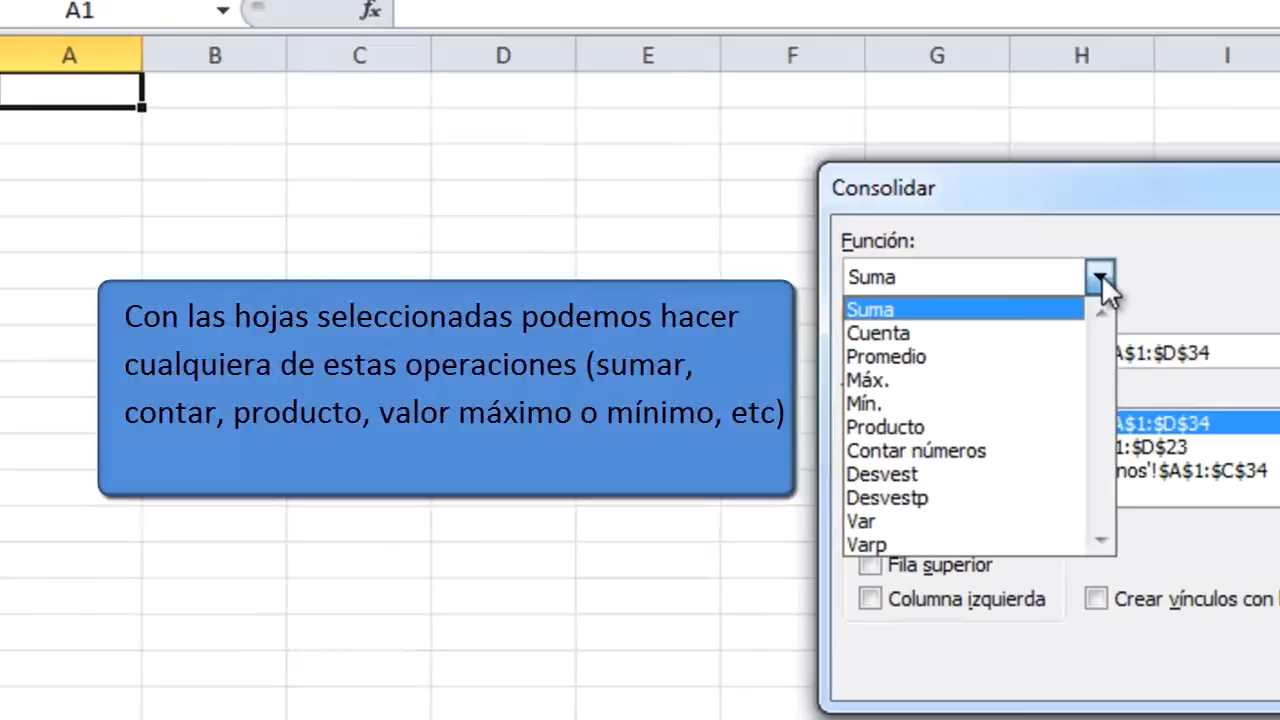 A1
fx
A B C D E F G H I
Consolidar
Función:
Suma
Suma
Cuenta
Promedio
Máx.
Mín.
Producto
Contar números
Desvest
Desvestp
Var
Varp
Con las hojas seleccionadas podemos hacer
cualquiera de estas operaciones (sumar,
contar, producto, valor máximo o mínimo, etc)
A$1:$D$34
A$1:$D$34
1:$D$23
nos'!$A$1:$C$34
Fila superior
Columna izquierda
Crear vínculos con